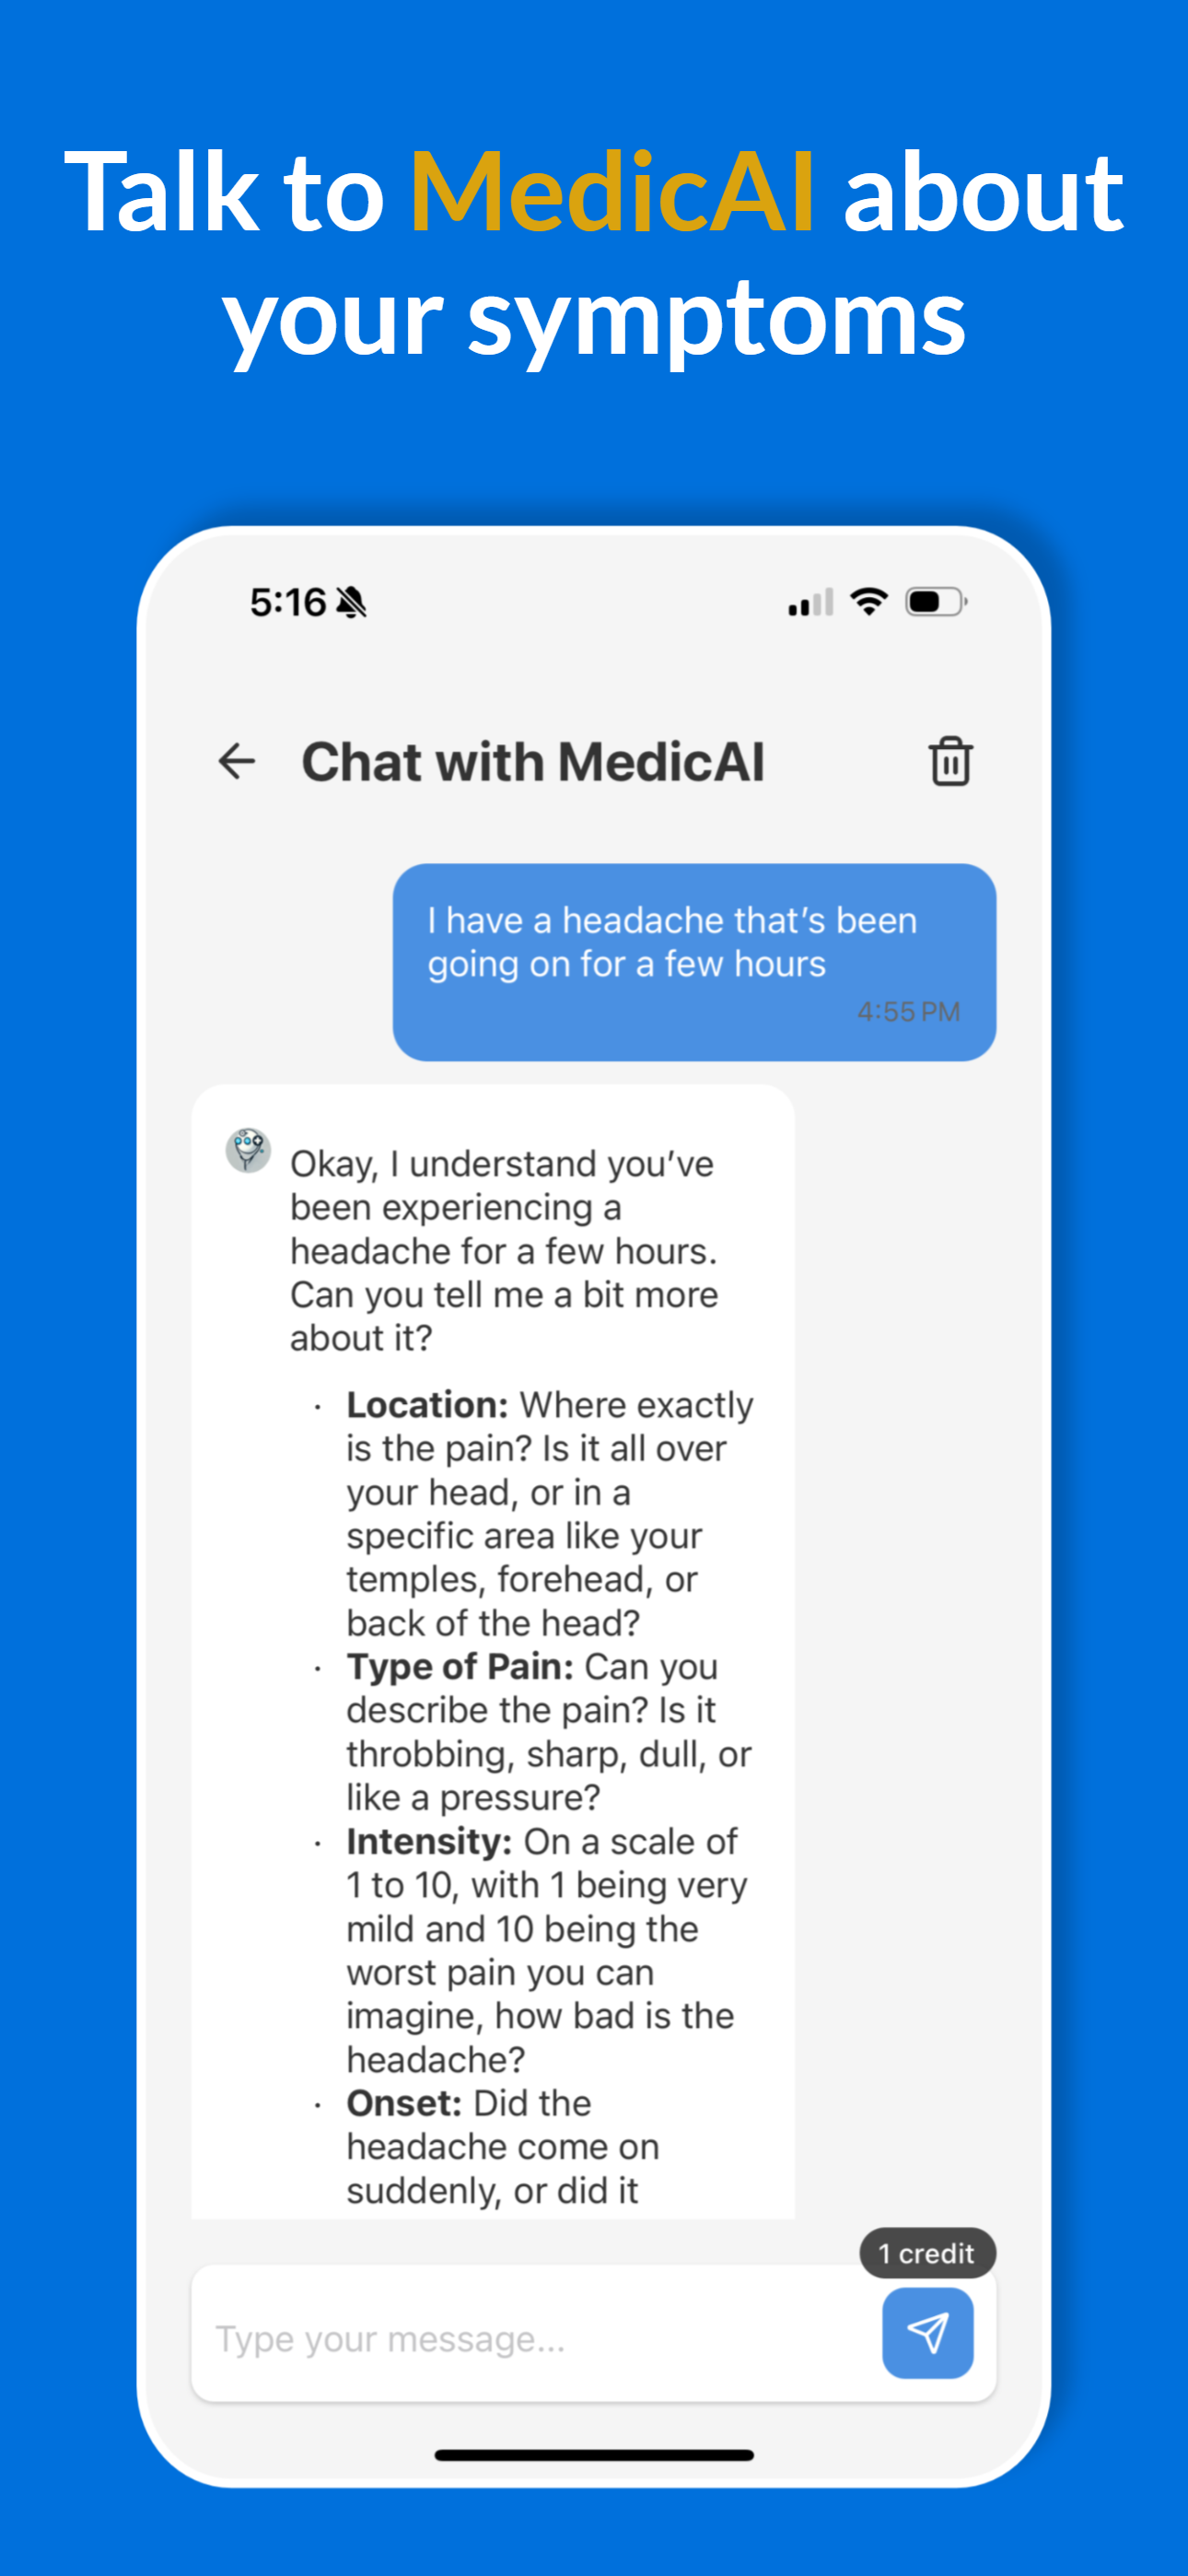 Talk to MedicAI about
your symptoms
5:16
Chat with MedicAI
I have a headache that's been
going on for a few hours
4:55 PM
Okay, I understand you've
been experiencing a
headache for a few hours.
Can you tell me a bit more
about it?
· Location: Where exactly
is the pain? Is it all over
your head, or in a
specific area like your
temples, forehead, or
back of the head?
· Type of Pain: Can you
describe the pain? Is it
throbbing, sharp, dull, or
like a pressure?
· Intensity: On a scale of
1 to 10, with 1 being very
mild and 10 being the
worst pain you can
imagine, how bad is the
headache?
· Onset: Did the
headache come on
suddenly, or did it
1 credit
Type your message...